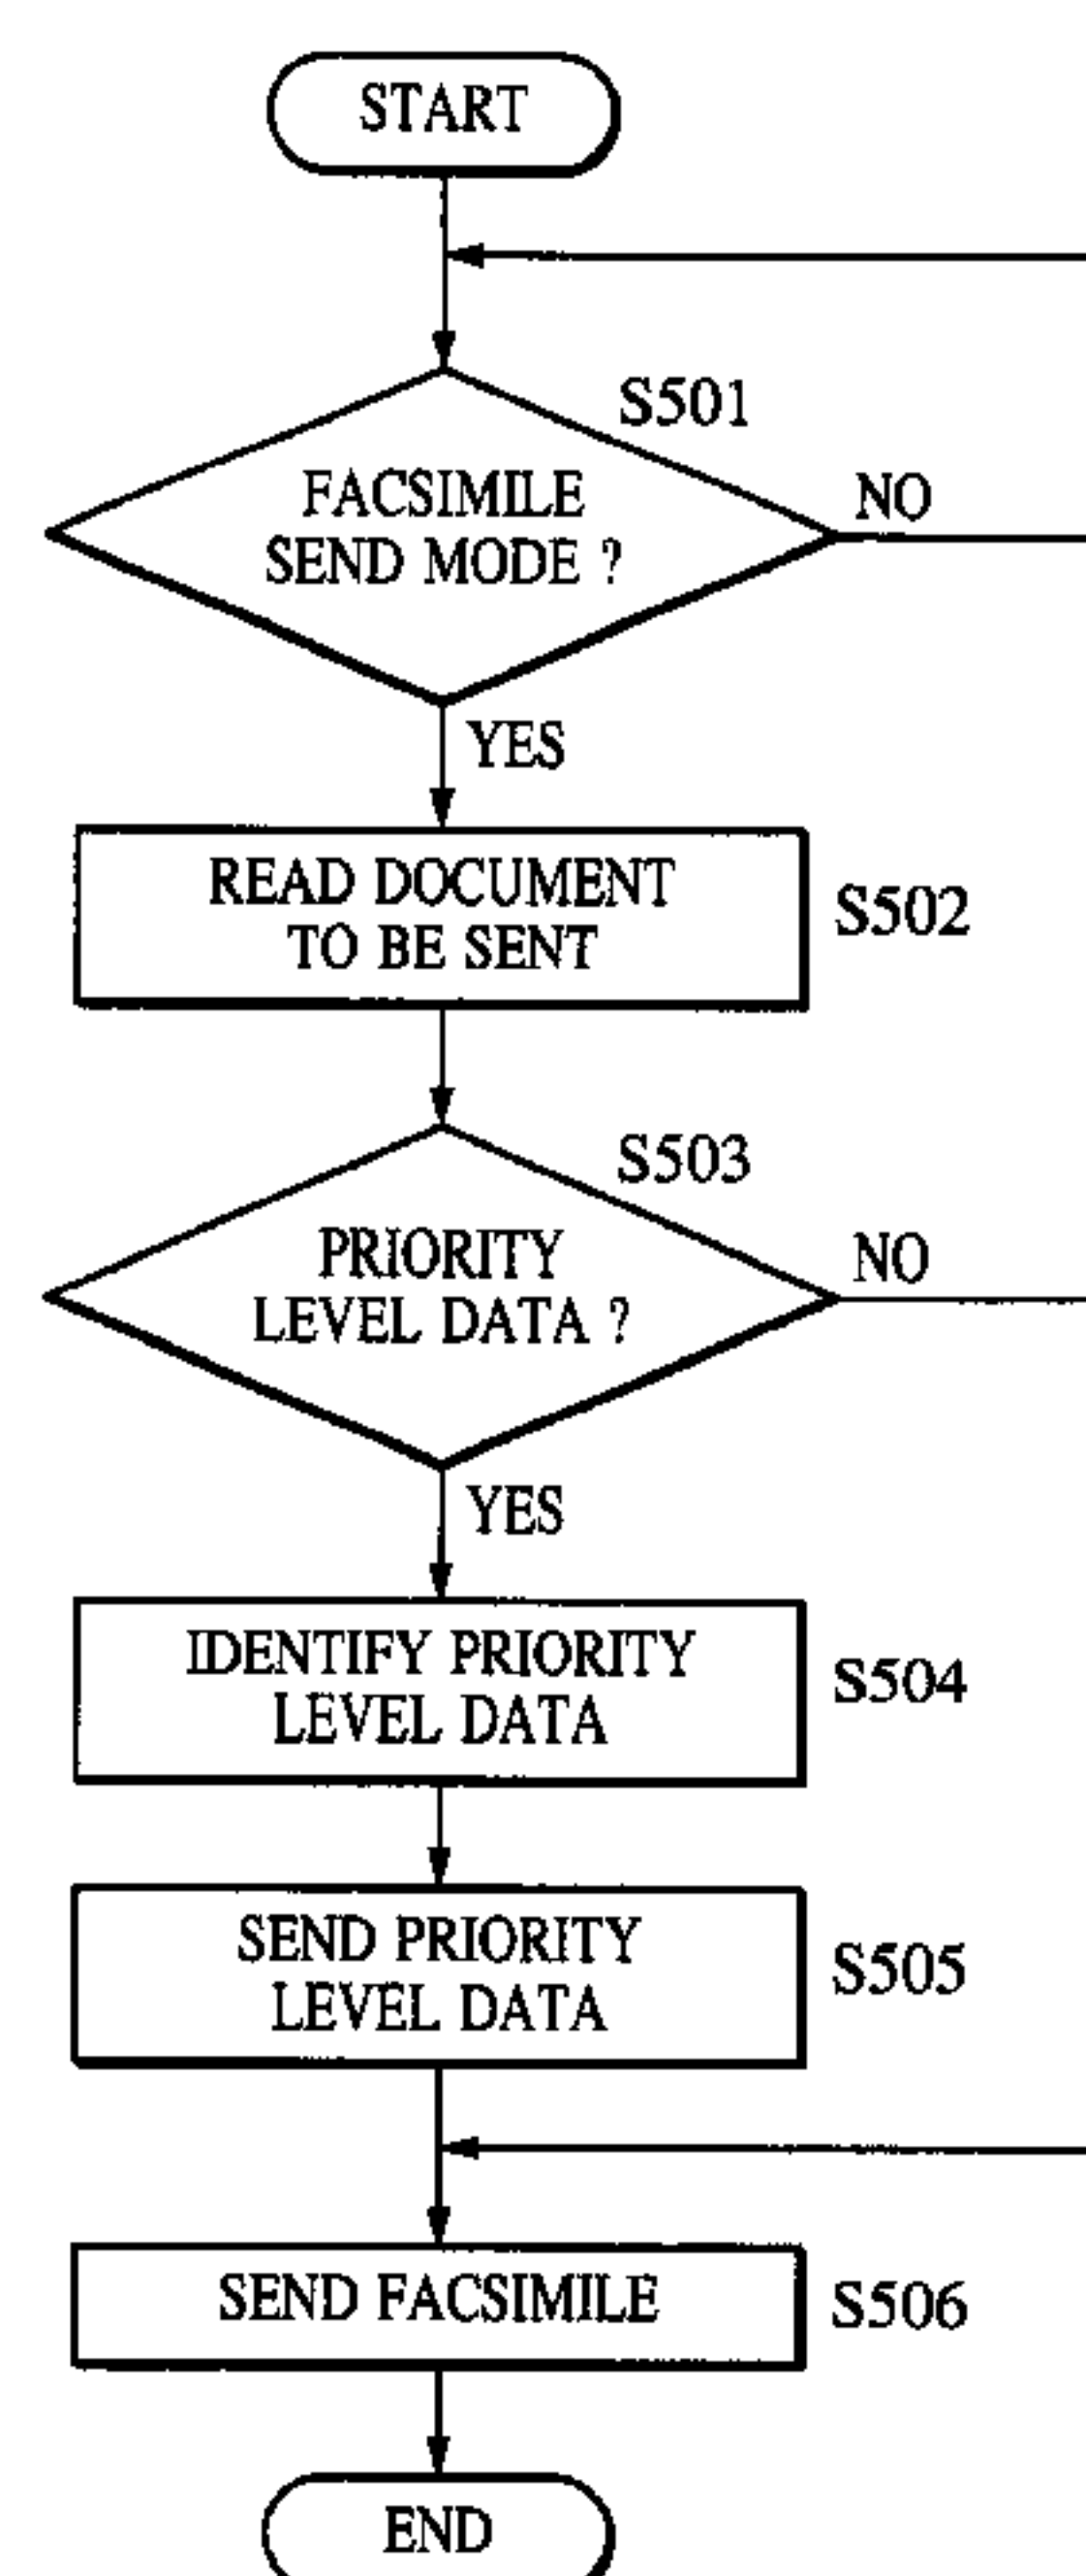 START
S501
FACSIMILE
SEND MODE ?
NO
YES
READ DOCUMENT
TO BE SENT
S502
S503
PRIORITY
LEVEL DATA ?
NO
YES
IDENTIFY PRIORITY
LEVEL DATA
S504
SEND PRIORITY
LEVEL DATA
S505
SEND FACSIMILE
S506
END